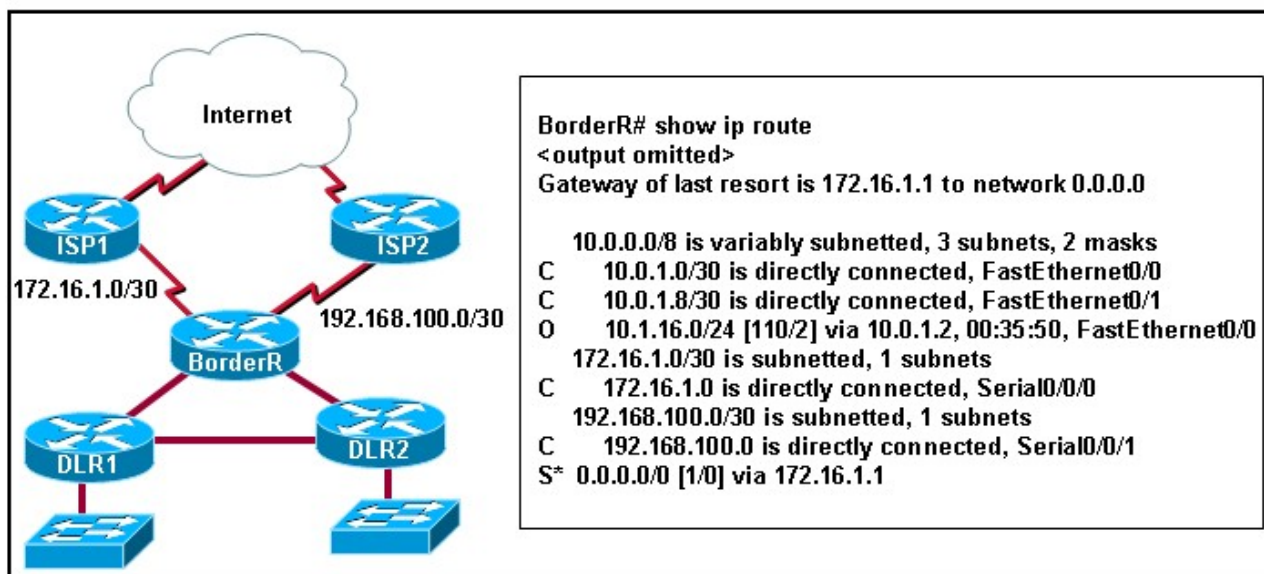 Internet
ISP1
ISP2
172.16.1.0/30
192.168.100.0/30
BorderR
DLR1
DLR2
BorderR# show ip route
<output omitted>
Gateway of last resort is 172.16.1.1 to network 0.0.0.0
10.0.0.0/8 is variably subnetted, 3 subnets, 2 masks
C 10.0.1.0/30 is directly connected, FastEthernet0/0
C 10.0.1.8/30 is directly connected, FastEthernet0/1
O 10.1.16.0/24 [110/2] via 10.0.1.2, 00:35:50, FastEthernet0/0
172.16.1.0/30 is subnetted, 1 subnets
C 172.16.1.0 is directly connected, Serial0/0/0
192.168.100.0/30 is subnetted, 1 subnets
C 192.168.100.0 is directly connected, Serial0/0/1
S* 0.0.0.0/0 [1/0] via 172.16.1.1